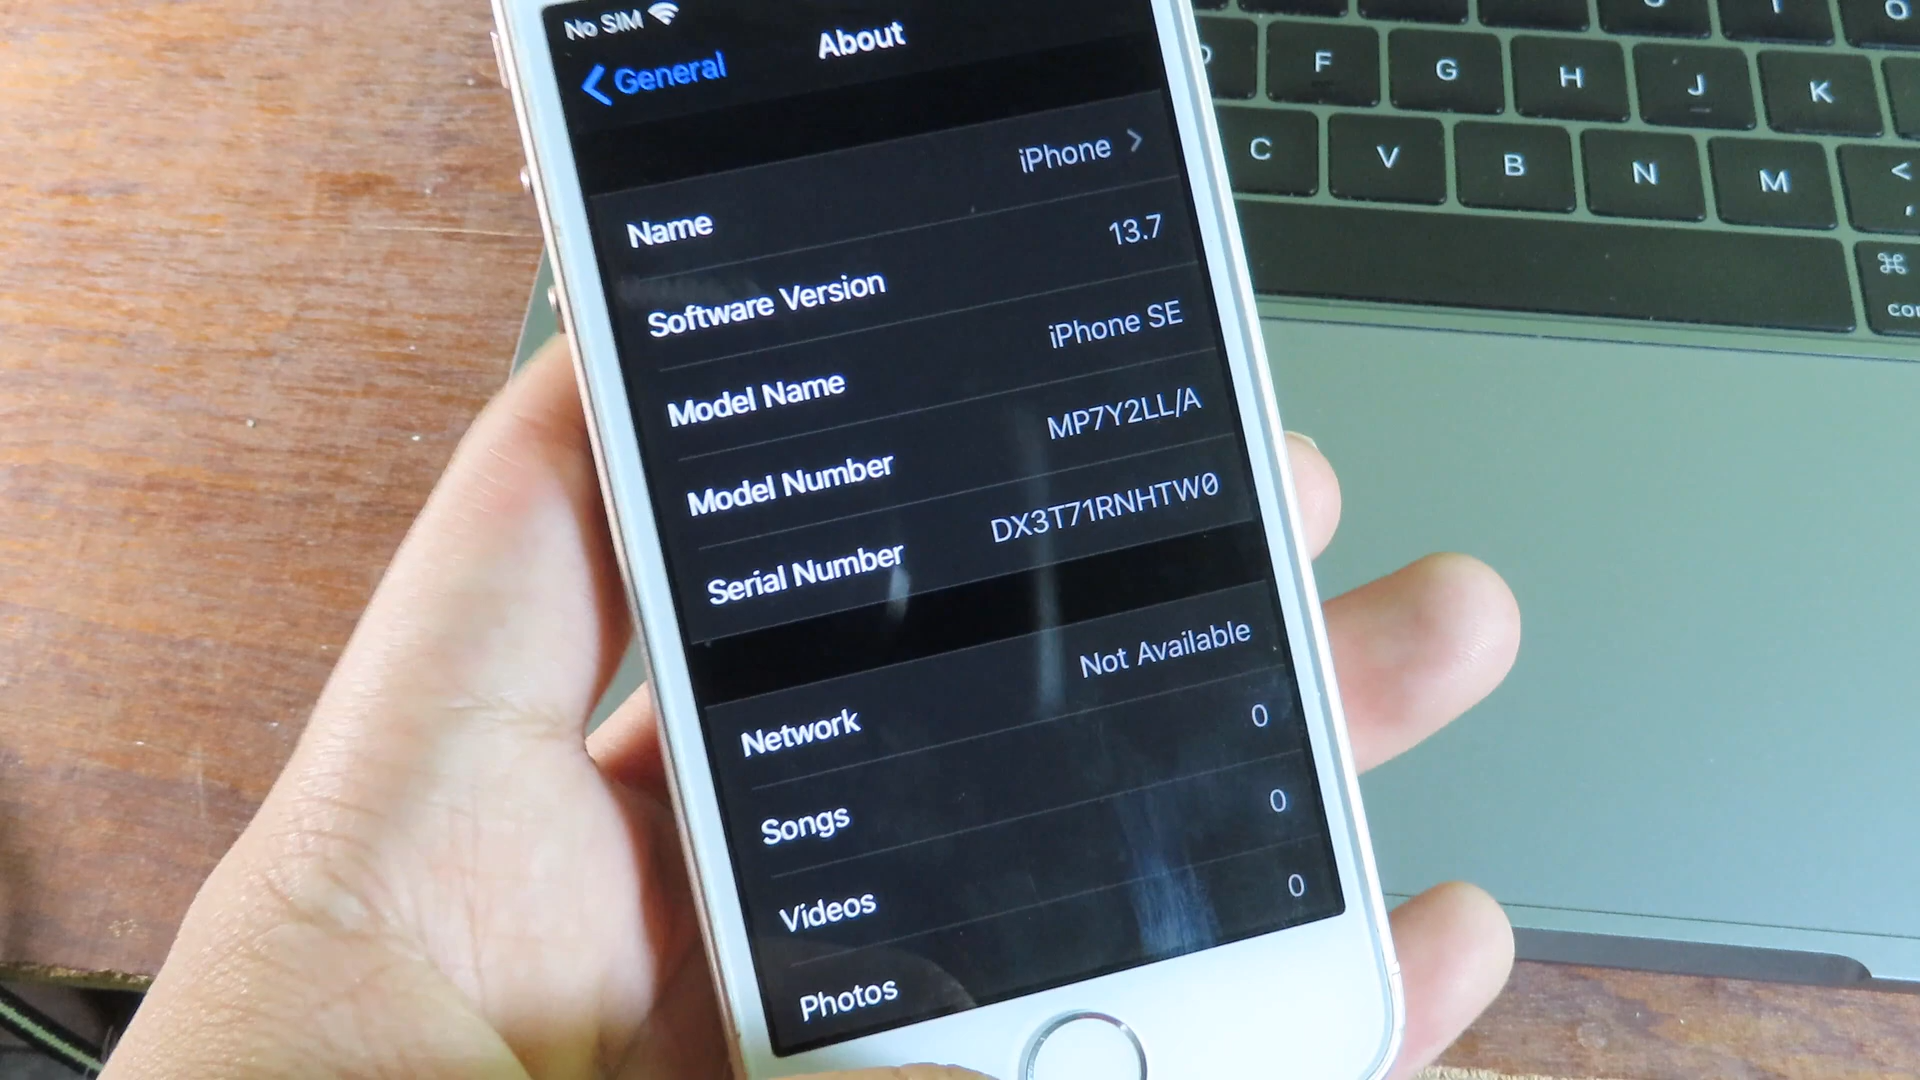 No SIM
General
About
Name iPhone
Software Version 13.7
Model Name iPhone SE
Model Number MP7Y2LL/A
Serial Number DX3T71RNHTW0
Network Not Available
Songs 0
Videos 0
Photos 0
F G H J K
C V B N M <
,
⌘